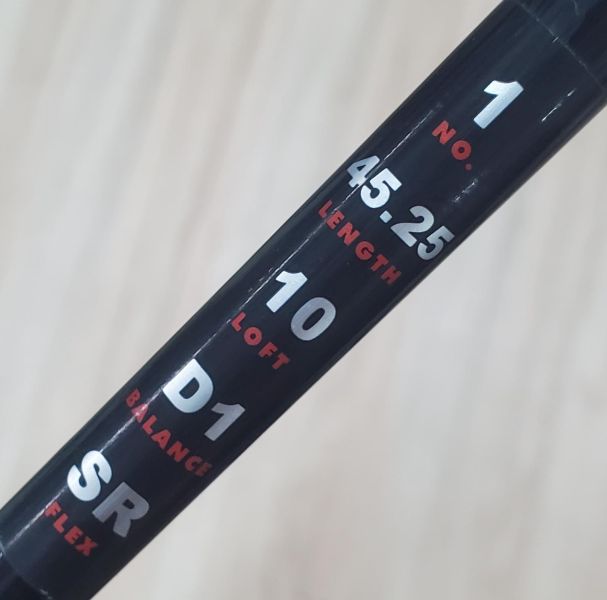 1
NO.
45.25
LENGTH
10
LOFT
D1
BALANCE
SR
FLEX